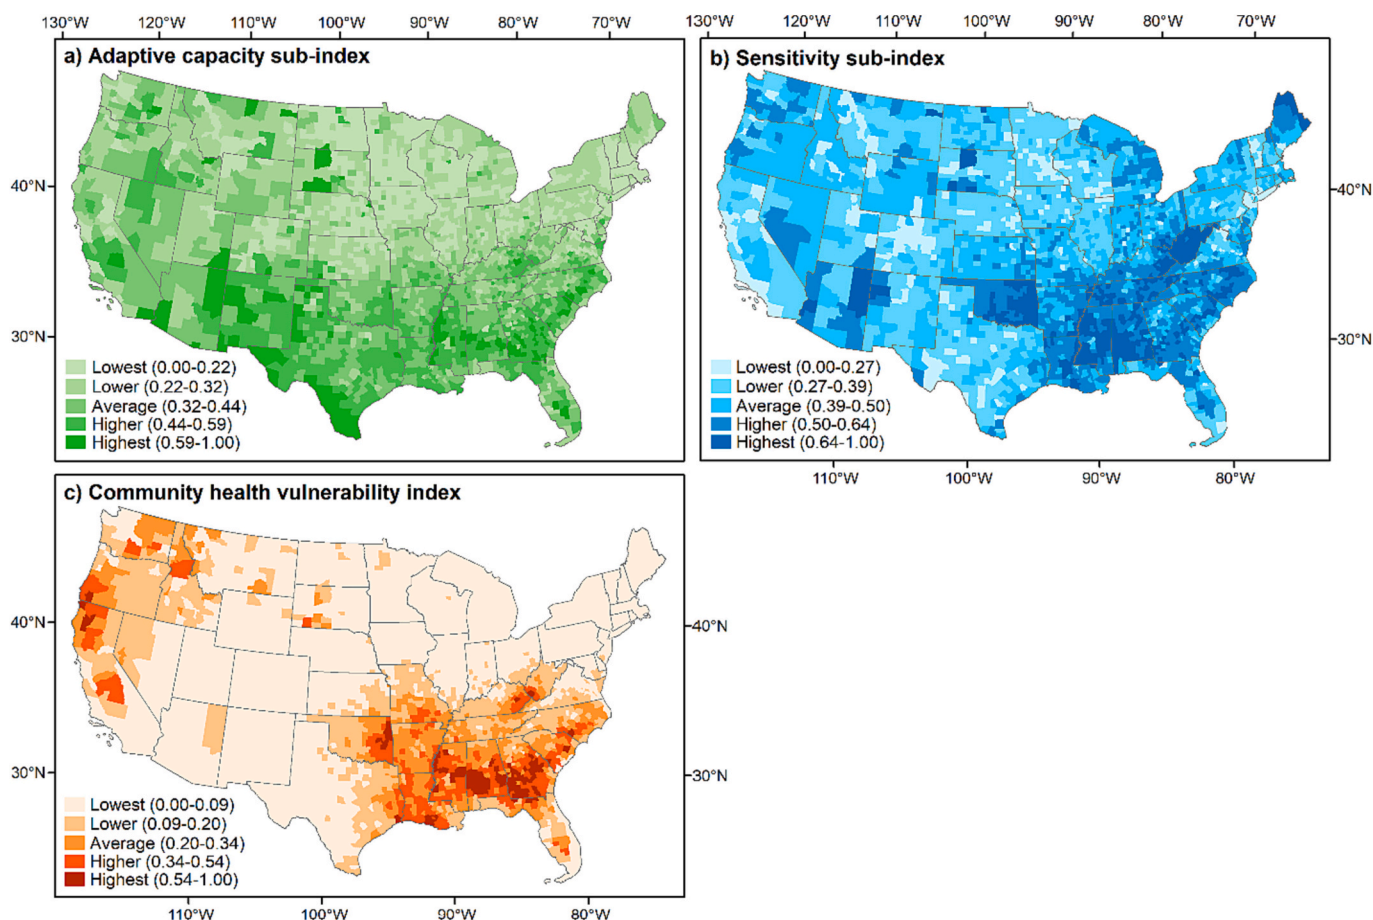 130°W 120°W 110°W 100°W 90°W 80°W 70°W 120°W 110°W 100°W 90°W 80°W 70°W
a) Adaptive capacity sub-index
b) Sensitivity sub-index
40°N
40°N
30°N
30°N
Lowest (0.00-0.22)
Lower (0.22-0.32)
Average (0.32-0.44)
Higher (0.44-0.59)
Highest (0.59-1.00)
Lowest (0.00-0.27)
Lower (0.27-0.39)
Average (0.39-0.50)
Higher (0.50-0.64)
Highest (0.64-1.00)
110°W 100°W 90°W 80°W
c) Community health vulnerability index
40°N
40°N
30°N
30°N
Lowest (0.00-0.09)
Lower (0.09-0.20)
Average (0.20-0.34)
Higher (0.34-0.54)
Highest (0.54-1.00)
110°W 100°W 90°W 80°W